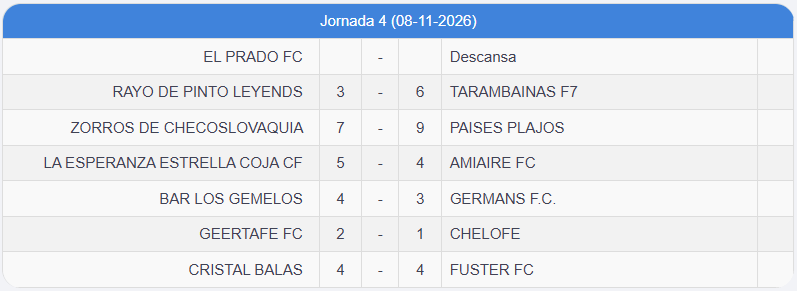 Jornada 4 (08-11-2026)
EL PRADO FC - Descansa
RAYO DE PINTO LEYENDS 3 - 6 TARAMBAINAS F7
ZORROS DE CHECOSLOVAQUIA 7 - 9 PAISES PLAJOS
LA ESPERANZA ESTRELLA COJA CF 5 - 4 AMIAIRE FC
BAR LOS GEMELOS 4 - 3 GERMANS F.C.
GEERTAFE FC 2 - 1 CHELOFE
CRISTAL BALAS 4 - 4 FUSTER FC